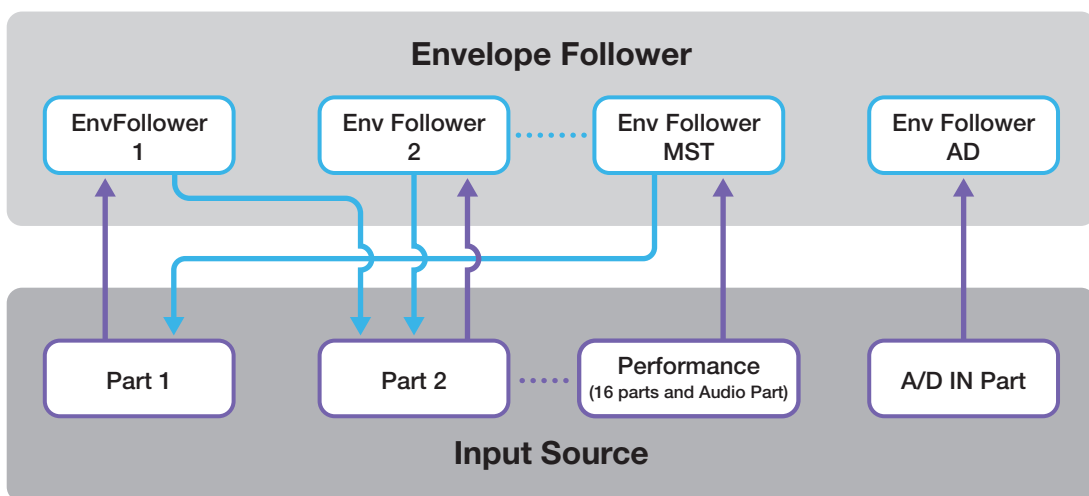 Envelope Follower
EnvFollower
1
Env Follower
2
Env Follower
MST
Env Follower
AD
Part 1
Part 2
Performance
(16 parts and Audio Part)
A/D IN Part
Input Source